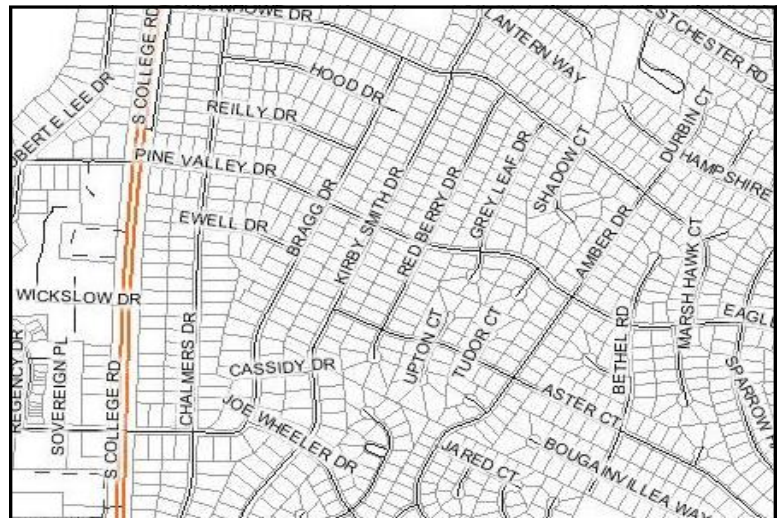 LANTERN WAY
S COLLEGE RD
HOOD DR
REILLY DR
PINE VALLEY DR
EWELL DR
BRAGG DR
KIRBY SMITH DR
RED BERRY DR
GREY LEAF DR
SHADOW CT
DURBIN CT
HAMPSHIRE
AMBER DR
MARSH HAWK CT
WICKSLOW DR
CHALMERS DR
CASSIDY DR
UPTON CT
TUDOR CT
BETHEL RD
REGENCY DR
SOVEREIGN PL
S COLLEGE RD
JOE WHEELER DR
ASTER CT
JARED CT
BOUGAINVILLEA WAY